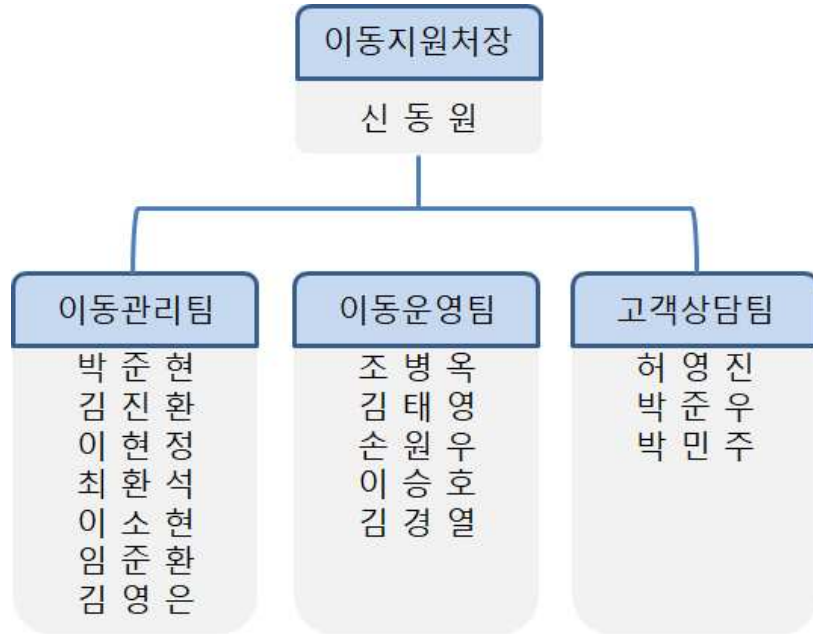 이동지원처장
신 동 원
이동관리팀
박 준 현
김 진 환
이 현 정
최 환 석
이 소 현
임 준 환
김 영 은
이동운영팀
조 병 옥
김 태 영
손 원 우
이 승 호
김 경 열
고객상담팀
허 영 진
박 준 우
박 민 주